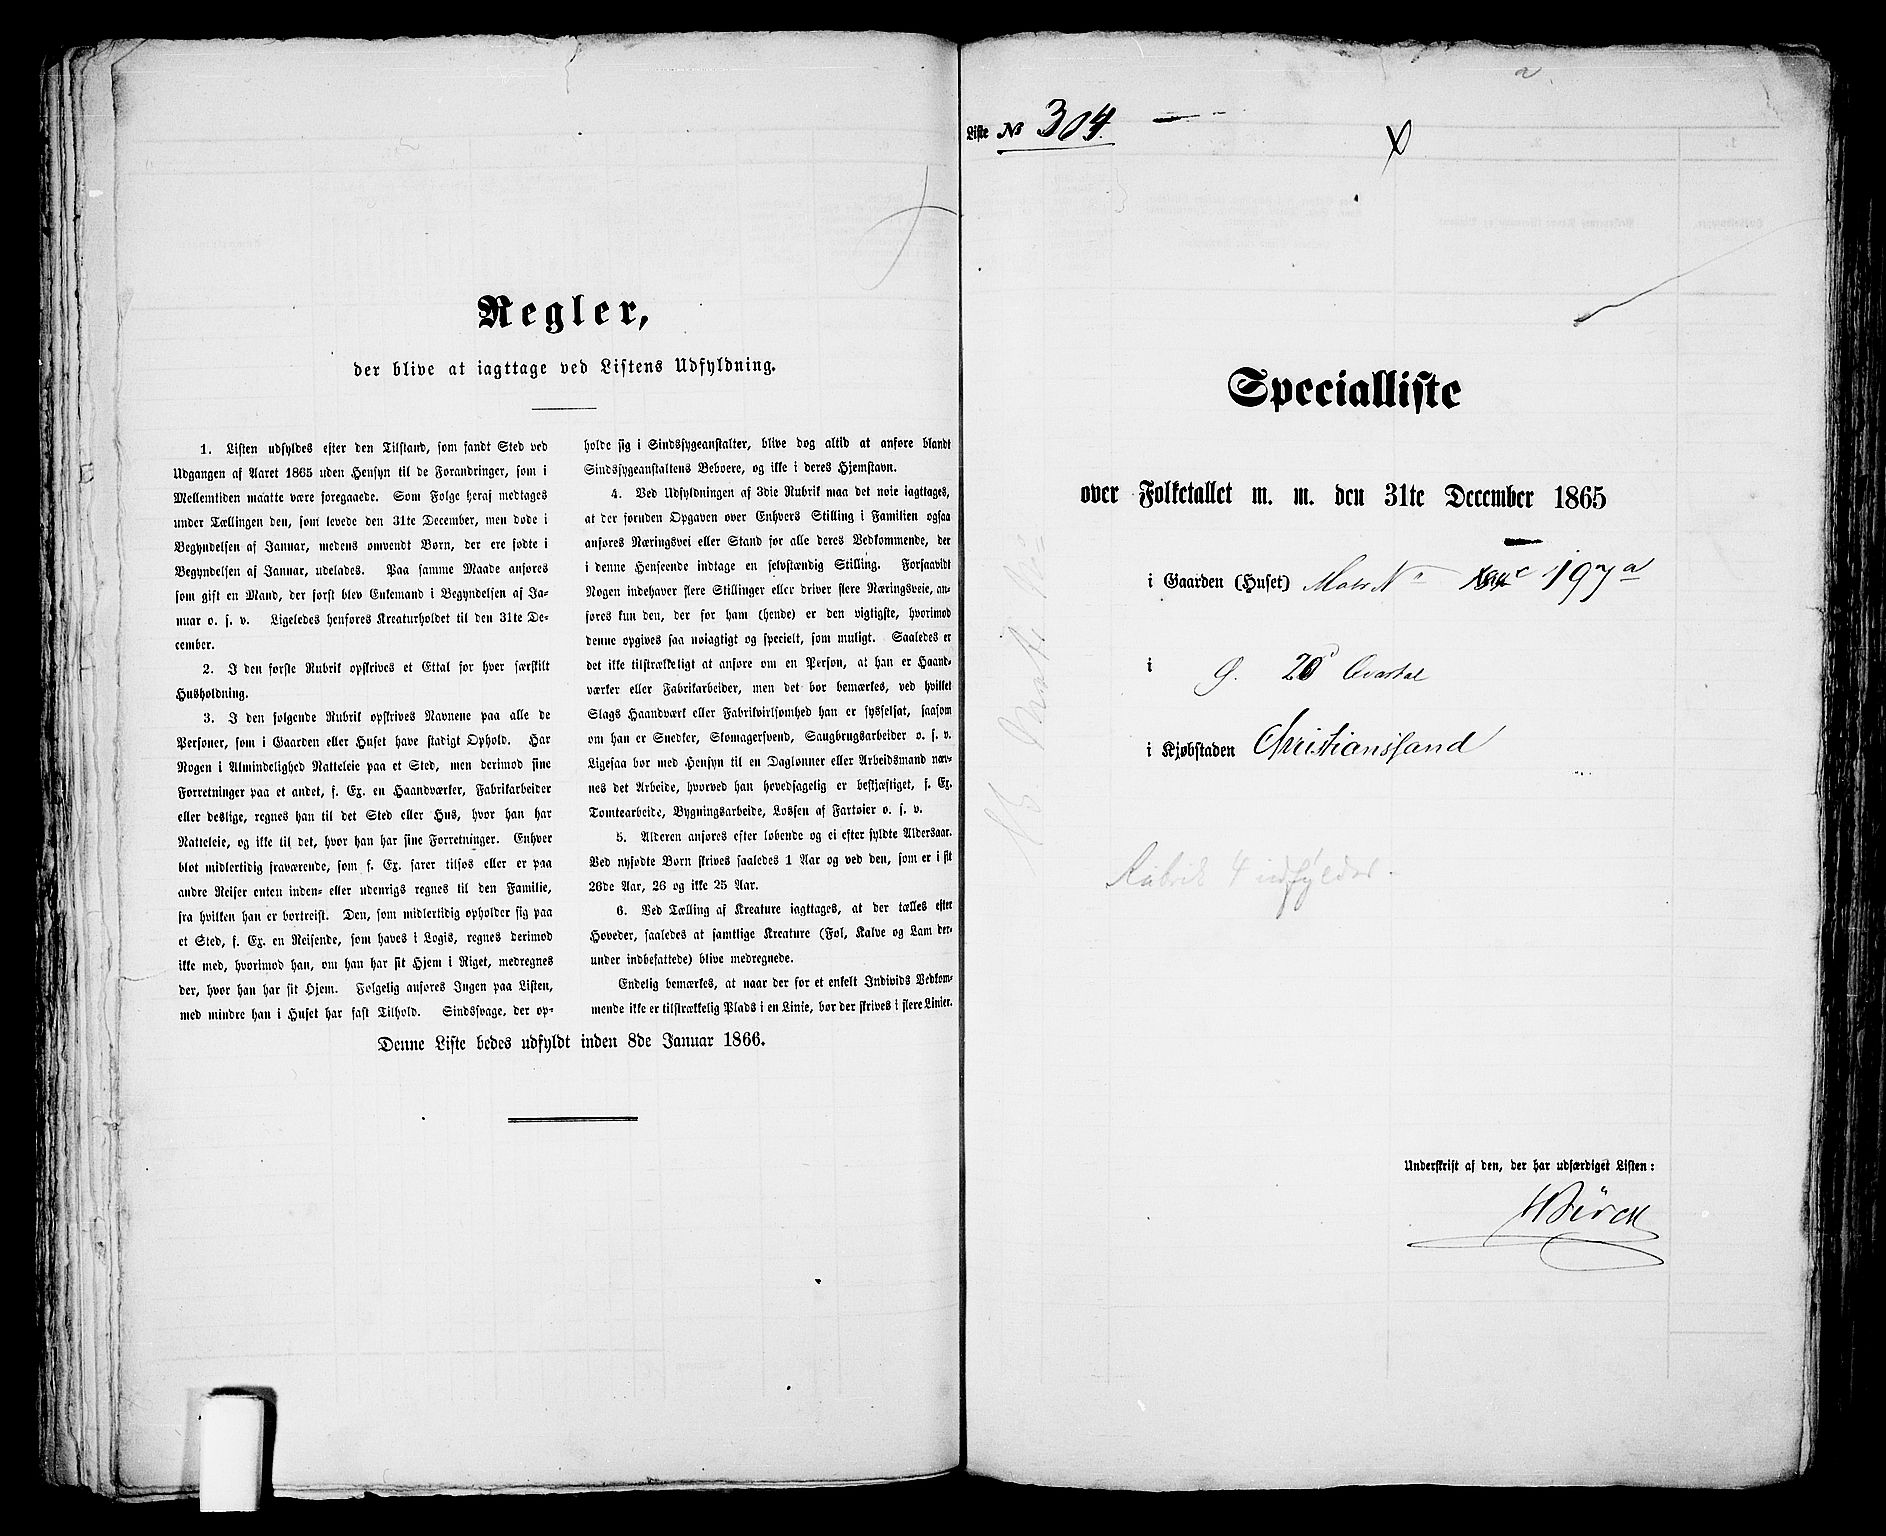 Regler,
der blive at iagttage ved Listens Udfyldning.
1. Listen udfyldes efter den Tilstand, som fandt Sted ved
Udgangen af Aaret 1865 uden Hensyn til de Forandringer, som i
Mellemtiden maatte være foregaaede. Som Følge heraf medtages
under Tællingen den, som levede den 31te December, men døde i
Begyndelsen af Januar, medens omvendt Børn, der ere fødte i
Begyndelsen af Januar, udelades. Paa samme Maade anføres
som gift en Mand, der først blev Enkemand i Begyndelsen af Ja-
nuar o. s. v. Ligeledes henføres Kreaturholdet til den 31te De-
cember.
2. I den første Rubrik opskrives et Ettal for hver særskilt
Husholdning.
3. I den følgende Rubrik opskrives Navnene paa alle de
Personer, som i Gaarden eller Huset have stadigt Ophold. Har
Nogen i Almindelighed Natteleie paa et Sted, men derimod sine
Forretninger paa et andet, f. Ex. en Haandværker, Fabrikarbeider
eller deslige, regnes han til det Sted eller Hus, hvor han har
Natteleie, og ikke til det, hvor han har sine Forretninger. Enhver
blot midlertidig fraværende, som f. Ex. farer tilsøs eller er paa
andre Reiser enten inden- eller udenrigs regnes til den Familie,
fra hvilken han er bortreist. Den, som midlertidig opholder sig paa
et Sted, f. Ex. en Reisende, som haves i Logis, regnes derimod
ikke med, hvorimod han, om han har sit Hjem i Riget, medregnes
der, hvor han har sit Hjem. Følgelig anføres Ingen paa Listen,
med mindre han i Huset har fast Tilhold. Sindssvage, der op-
holde sig i Sindssygeanstalter, blive dog altid at anføre blandt
Sindssygeanstaltens Beboere, og ikke i deres Hjemstavn.
4. Ved Udfyldningen af 3die Rubrik maa det nøie iagttages,
at der foruden Opgaven over Enhvers Stilling i Familien ogsaa
anføres Næringsvei eller Stand for alle deres Vedkommende, der
i denne Henseende indtage en selvstændig Stilling. Forsaavidt
Nogen indehaver flere Stillinger eller driver flere Næringsveie, an-
føres kun den, der for ham (hende) er den vigtigste, hvorimod
denne opgives saa nøiagtigt og specielt, som muligt. Saaledes er
det ikke tilstrækkeligt at anføre om en Person, at han er Haand-
værker eller Fabrikarbeider, men det bør bemærkes, ved hvilket
Slags Haandværk eller Fabrikvirksomhed han er sysselsat, saasom
om han er Snedker, Skomagersvend, Saugbrugsarbeider o. s. v.
Ligesaa bør med Hensyn til en Daglønner eller Arbeidsmand næv-
nes det Arbeide, hvorved han hovedsagelig er beskjæftiget, f. Ex.
Tomtearbeide, Bygningsarbeide, Lossen af Fartøier o. s. v.
5. Alderen anføres efter løbende og ei efter fyldte Aldersaar.
Ved nyfødte Børn skrives saaledes 1 Aar og ved den, som er i sit
26de Aar, 26 og ikke 25 Aar.
6. Ved Tælling af Kreature iagttages, at der tælles efter
Hoveder, saaledes at samtlige Kreature (Føl, Kalve og Lam der-
under indbefattede) blive medregnede.
Endelig bemærkes, at naar der for et enkelt Individs Vedkom-
mende ikke er tilstrækkelig Plads i en Linie, bør der skrives i flere Linier.
Denne Liste bedes udfyldt inden 8de Januar 1866.
Liste № 304.
Specialliste
over Folketallet m. m. den 31te December 1865
i Gaarden (Huset) Matr N 197a
i 20 Qvartal
i Kjøbstaden Christianssand
Rubrik 4 udfyldes.
Underskrift af den, der har udfærdiget Listen: